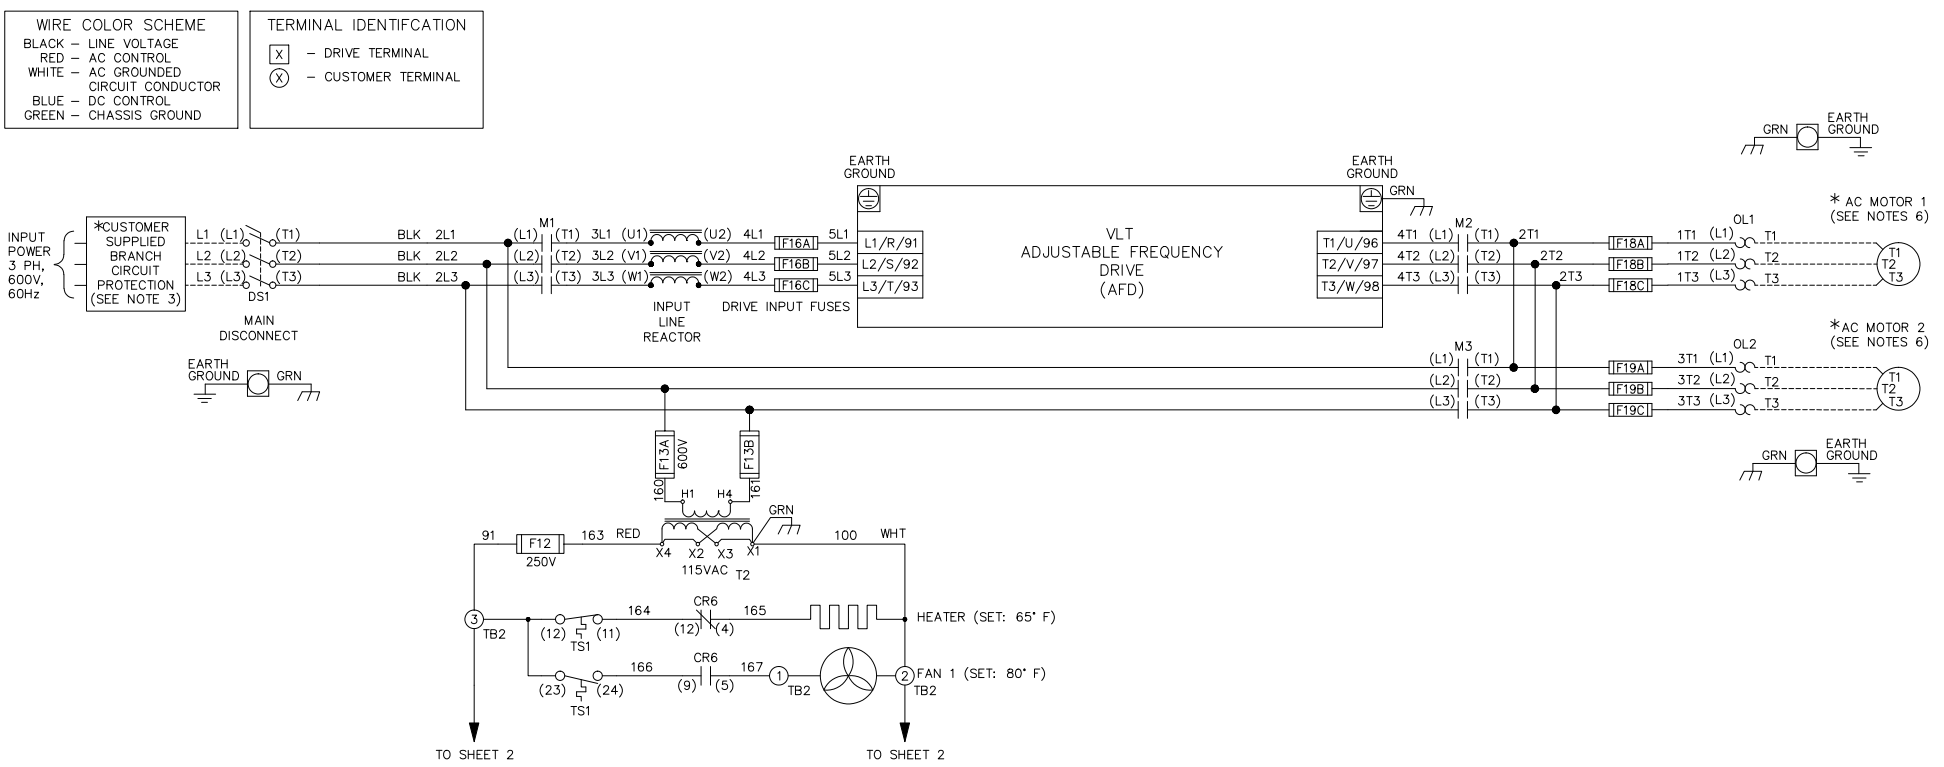 WIRE COLOR SCHEME
BLACK – LINE VOLTAGE
RED – AC CONTROL
WHITE – AC GROUNDED
CIRCUIT CONDUCTOR
BLUE – DC CONTROL
GREEN – CHASSIS GROUND
TERMINAL IDENTIFCATION
X – DRIVE TERMINAL
X – CUSTOMER TERMINAL
INPUT
POWER
3 PH,
600V,
60Hz
*CUSTOMER
SUPPLIED
BRANCH
CIRCUIT
PROTECTION
(SEE NOTE 3)
L1 (L1) (T1) BLK 2L1 (L1) M1 (T1) 3L1 (U1) (U2) 4L1 F16A 5L1 L1/R/91
L2 (L2) (T2) BLK 2L2 (L2) (T2) 3L2 (V1) (V2) 4L2 F16B 5L2 L2/S/92
L3 (L3) (T3) BLK 2L3 (L3) (T3) 3L3 (W1) (W2) 4L3 F16C 5L3 L3/T/93
DS1
MAIN
DISCONNECT
INPUT
LINE
REACTOR
DRIVE INPUT FUSES
EARTH
GROUND
GRN
EARTH
GROUND
VLT
ADJUSTABLE FREQUENCY
DRIVE
(AFD)
EARTH
GROUND
GRN
T1/U/96 4T1 (L1) M2 (T1) 2T1 F18A 1T1 (L1) OL1 T1
T2/V/97 4T2 (L2) (T2) 2T2 F18B 1T2 (L2) T2
T3/W/98 4T3 (L3) (T3) 2T3 F18C 1T3 (L3) T3
GRN
EARTH
GROUND
* AC MOTOR 1
(SEE NOTES 6)
T1
T2
T3
* AC MOTOR 2
(SEE NOTES 6)
(L1) M3 (T1) F19A 3T1 (L1) OL2 T1
(L2) (T2) F19B 3T2 (L2) T2
(L3) (T3) F19C 3T3 (L3) T3
T1
T2
T3
GRN
EARTH
GROUND
F13A
600V
F13B
160
161
H1 H4
GRN
91 F12 163 RED
250V
X4 X2 X3 X1
100 WHT
115VAC T2
3 TB2
(12) (11) 164 CR6 165
TS1
(12) (4)
HEATER (SET: 65° F)
(23) (24) 166 CR6 167 1 TB2
TS1
(9) (5)
2 TB2
FAN 1 (SET: 80° F)
TO SHEET 2
TO SHEET 2